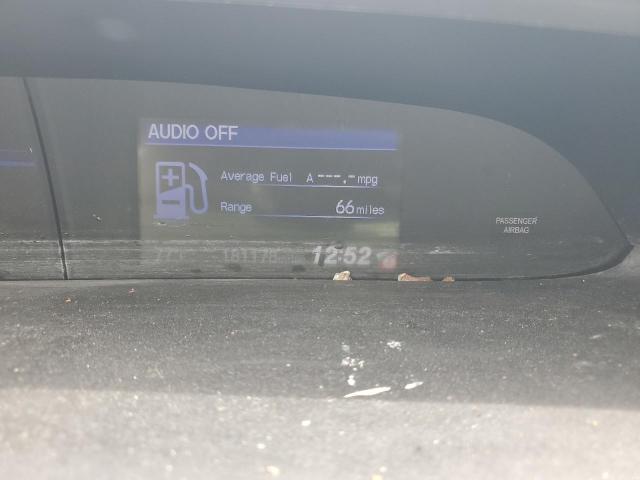 AUDIO OFF
Average Fuel A ---.- mpg
Range 66 miles
PASSENGER
AIRBAG
12:52